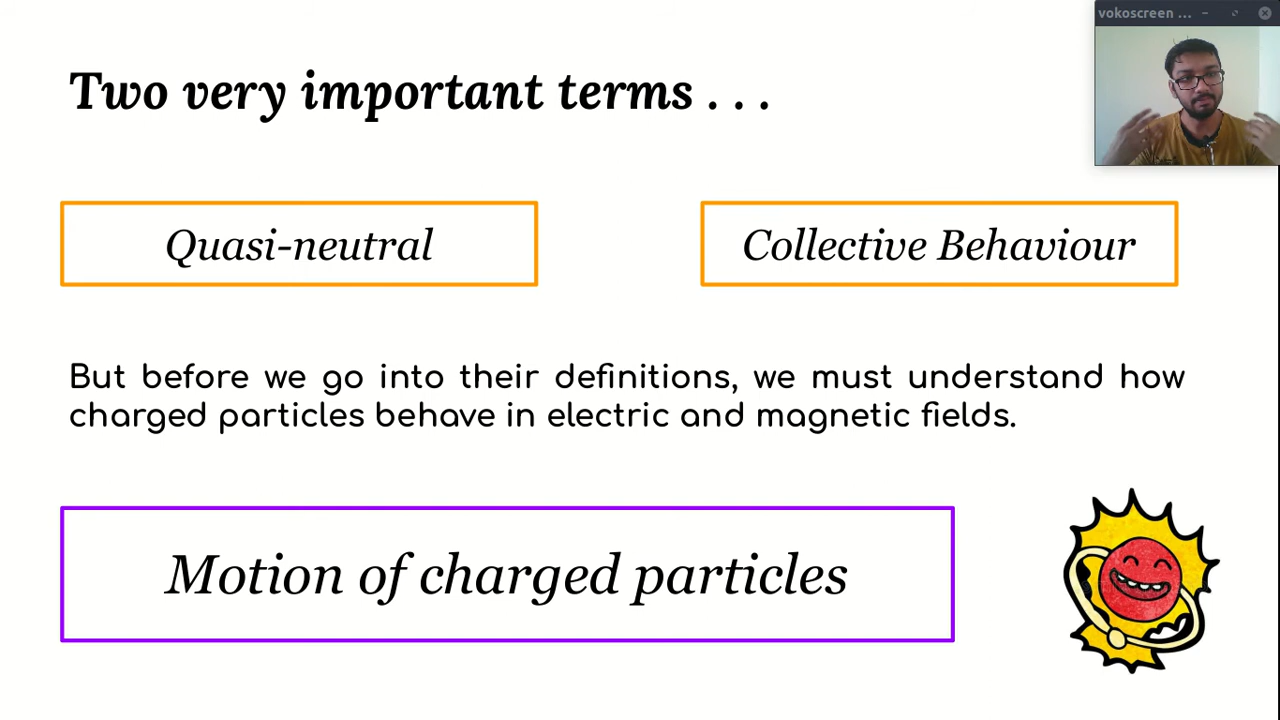 vokoscreen ...
Two very important terms . . .
Quasi-neutral
Collective Behaviour
But before we go into their definitions, we must understand how
charged particles behave in electric and magnetic fields.
Motion of charged particles